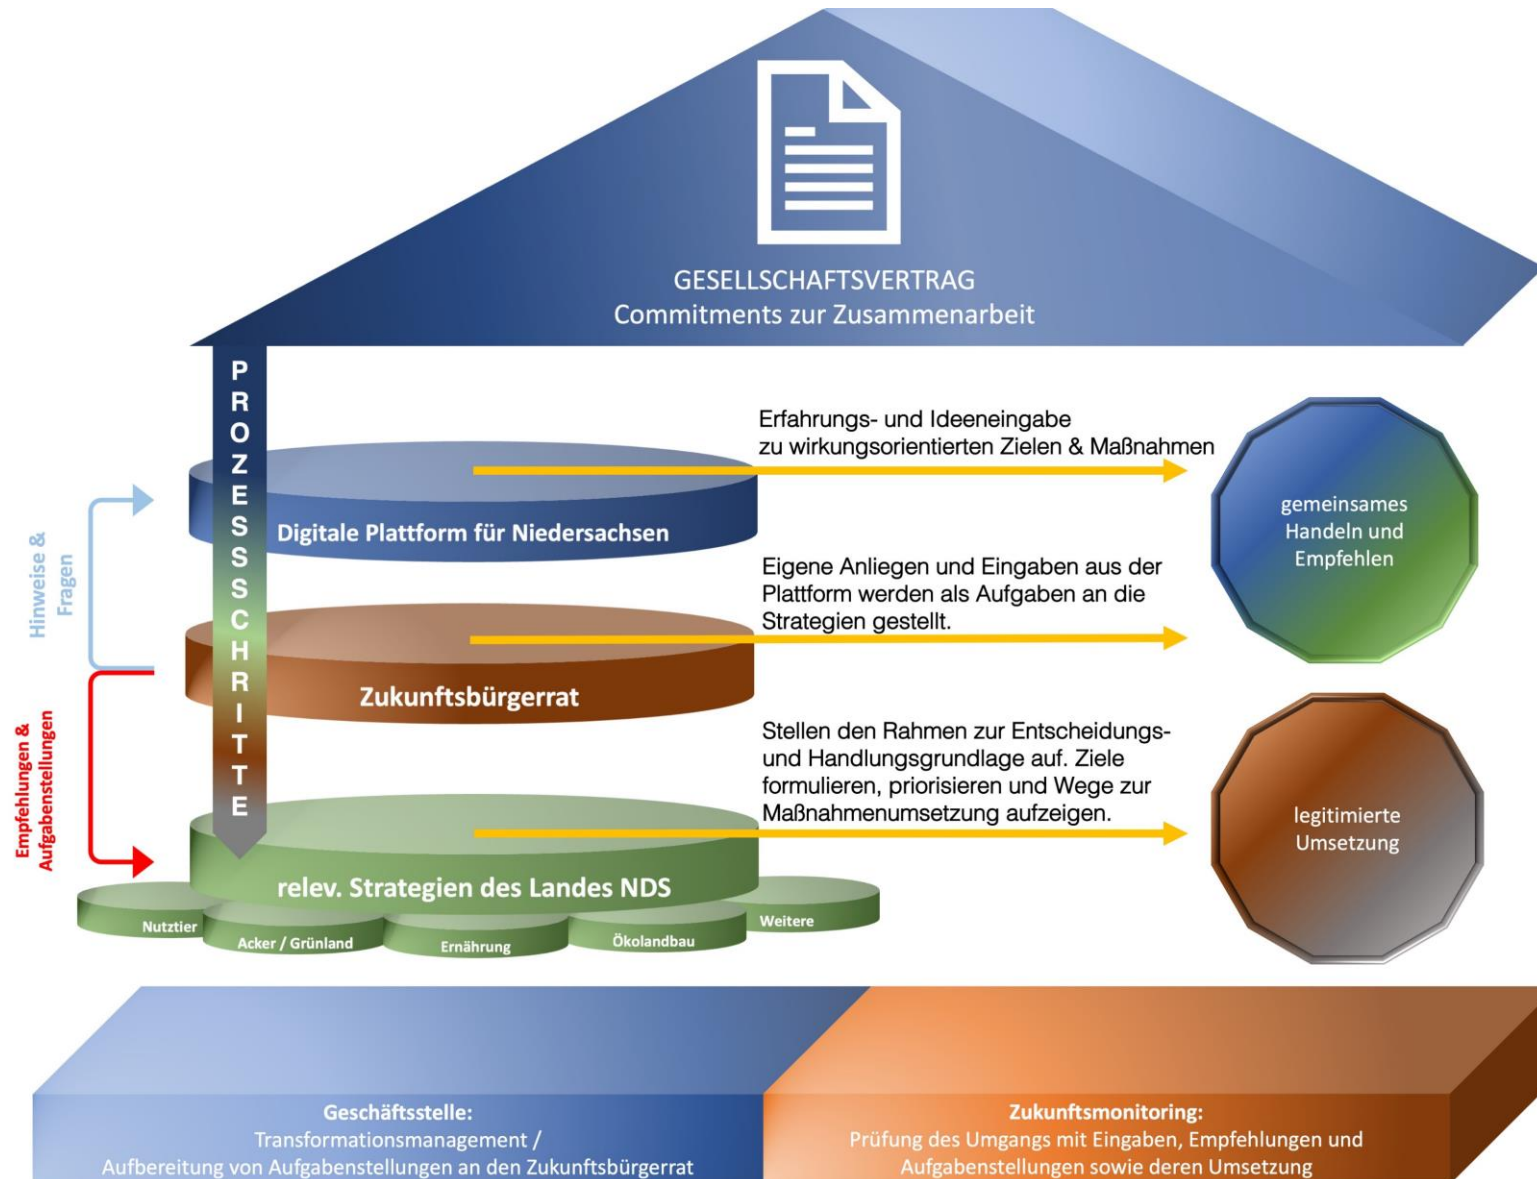 GESELLSCHAFTSVERTRAG
Commitments zur Zusammenarbeit
PROZESSSCHRITTE
Erfahrungs- und Ideeneingabe
zu wirkungsorientierten Zielen & Maßnahmen
Digitale Plattform für Niedersachsen
gemeinsames
Handeln und
Empfehlen
Hinweise &
Fragen
Eigene Anliegen und Eingaben aus der
Plattform werden als Aufgaben an die
Strategien gestellt.
Zukunftsbürgerrat
Empfehlungen &
Aufgabenstellungen
Stellen den Rahmen zur Entscheidungs-
und Handlungsgrundlage auf. Ziele
formulieren, priorisieren und Wege zur
Maßnahmenumsetzung aufzeigen.
legitimierte
Umsetzung
relev. Strategien des Landes NDS
Nutztier
Acker / Grünland
Ernährung
Ökolandbau
Weitere
Geschäftsstelle:
Transformationsmanagement /
Aufbereitung von Aufgabenstellungen an den Zukunftsbürgerrat
Zukunftsmonitoring:
Prüfung des Umgangs mit Eingaben, Empfehlungen und
Aufgabenstellungen sowie deren Umsetzung